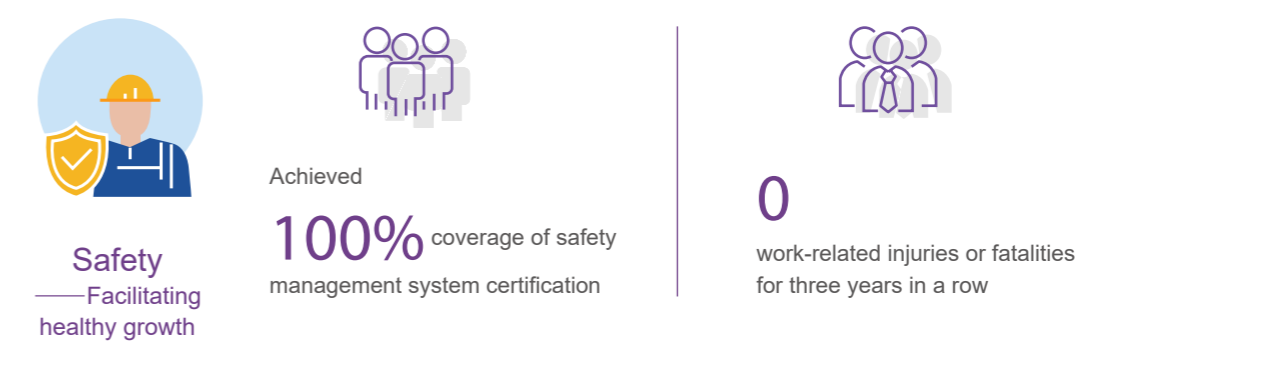 Safety
——Facilitating
healthy growth
Achieved
100% coverage of safety
management system certification
0
work-related injuries or fatalities
for three years in a row